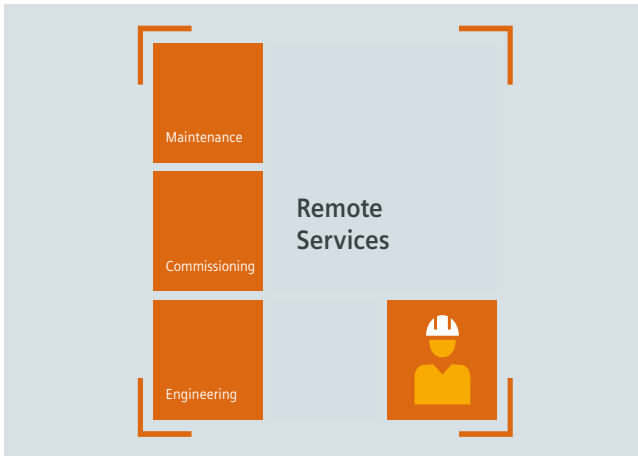 Maintenance
Remote
Services
Commissioning
Engineering